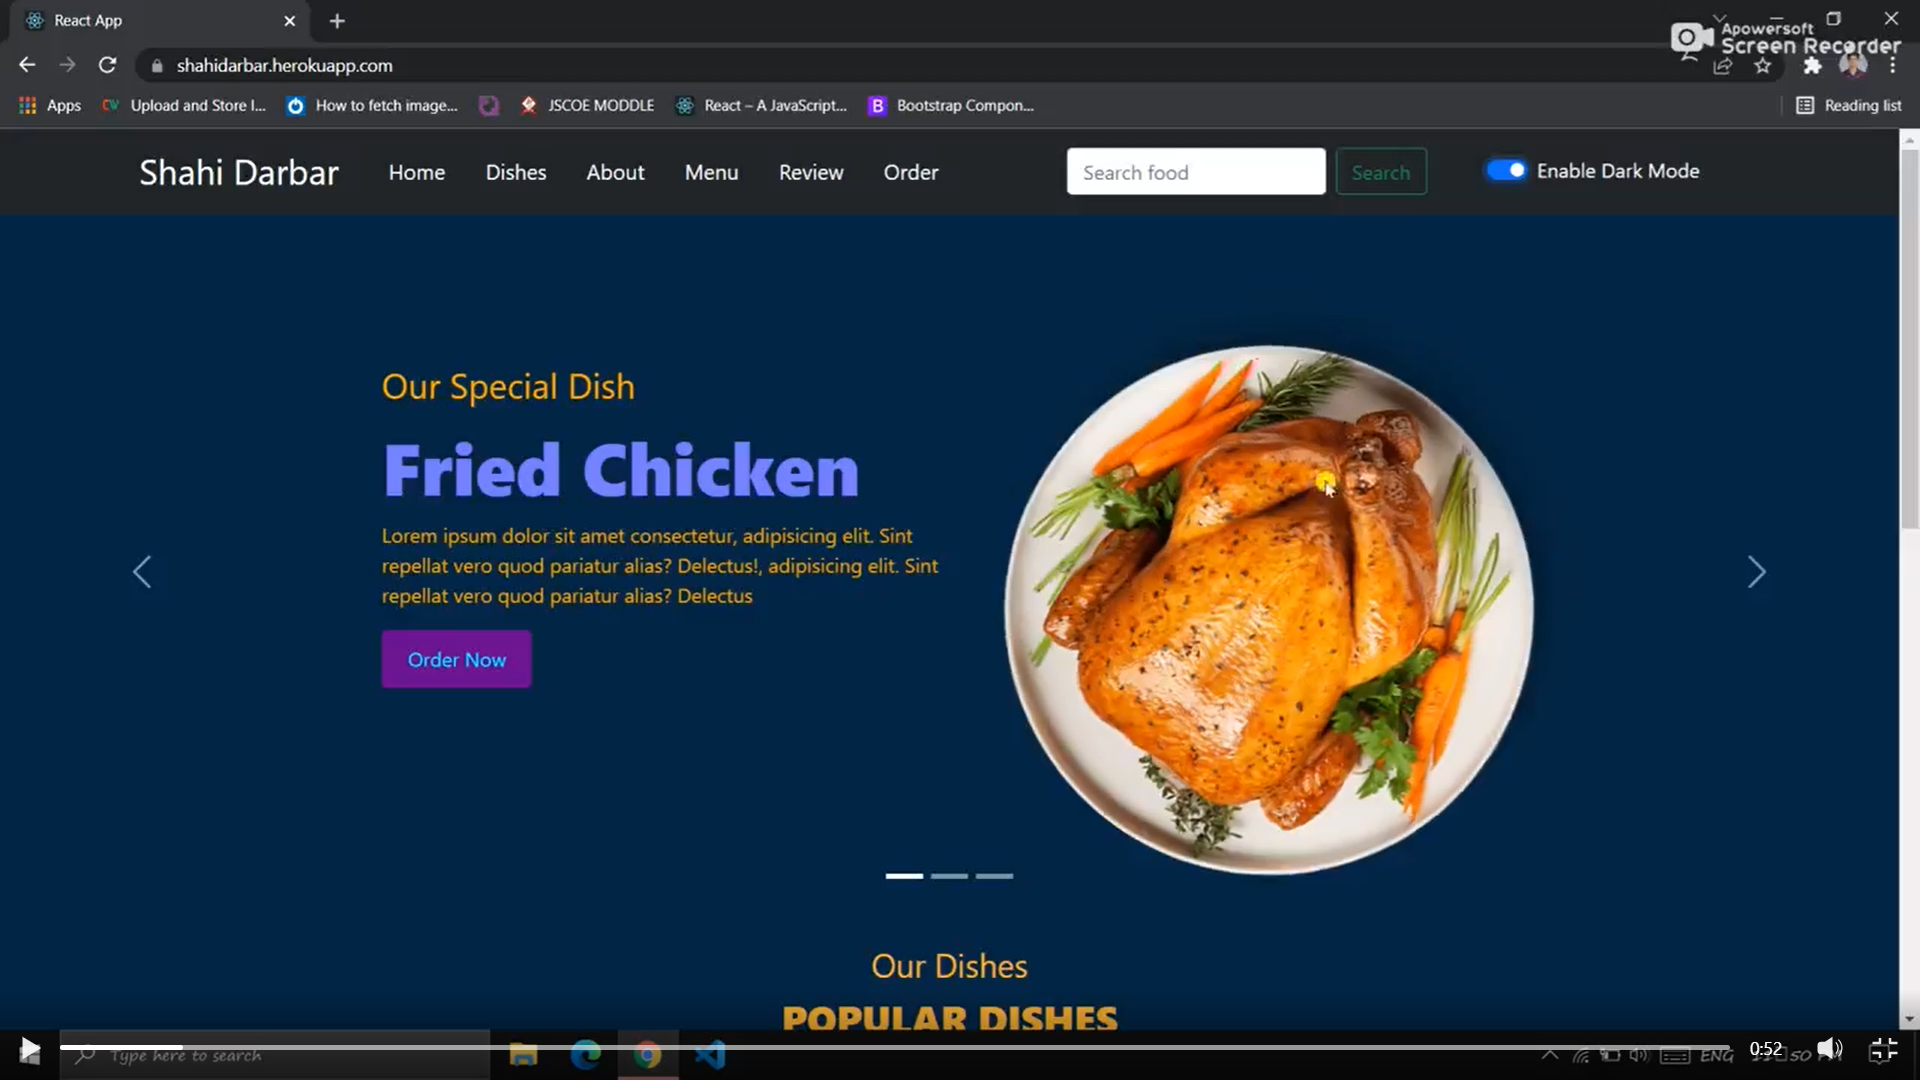 React App
Apowersoft
Screen Recorder
shahidarbar.herokuapp.com
Apps
Upload and Store I...
How to fetch image...
JSCOE MODDLE
React – A JavaScript...
Bootstrap Compon...
Reading list
Shahi Darbar
Home
Dishes
About
Menu
Review
Order
Search food
Search
Enable Dark Mode
Our Special Dish
Fried Chicken
Lorem ipsum dolor sit amet consectetur, adipisicing elit. Sint
repellat vero quod pariatur alias? Delectus!, adipisicing elit. Sint
repellat vero quod pariatur alias? Delectus
Order Now
Our Dishes
POPULAR DISHES
Type here to search
ENG
0:52